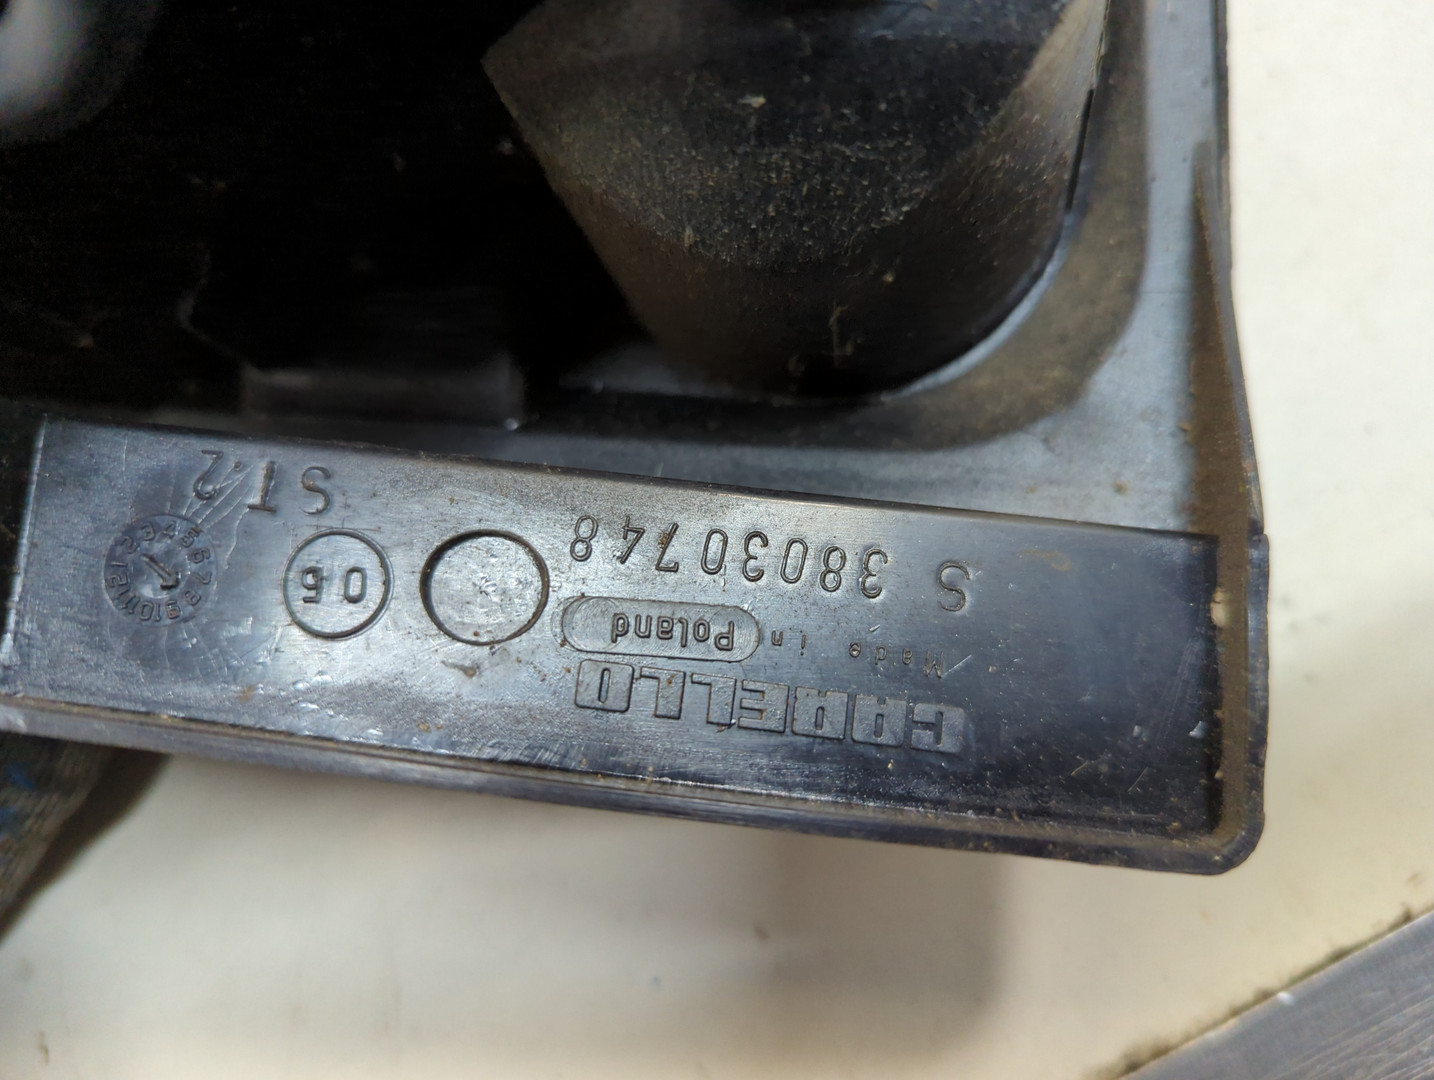 CARELLO
Made in Poland
S 38030748
05
ST.2